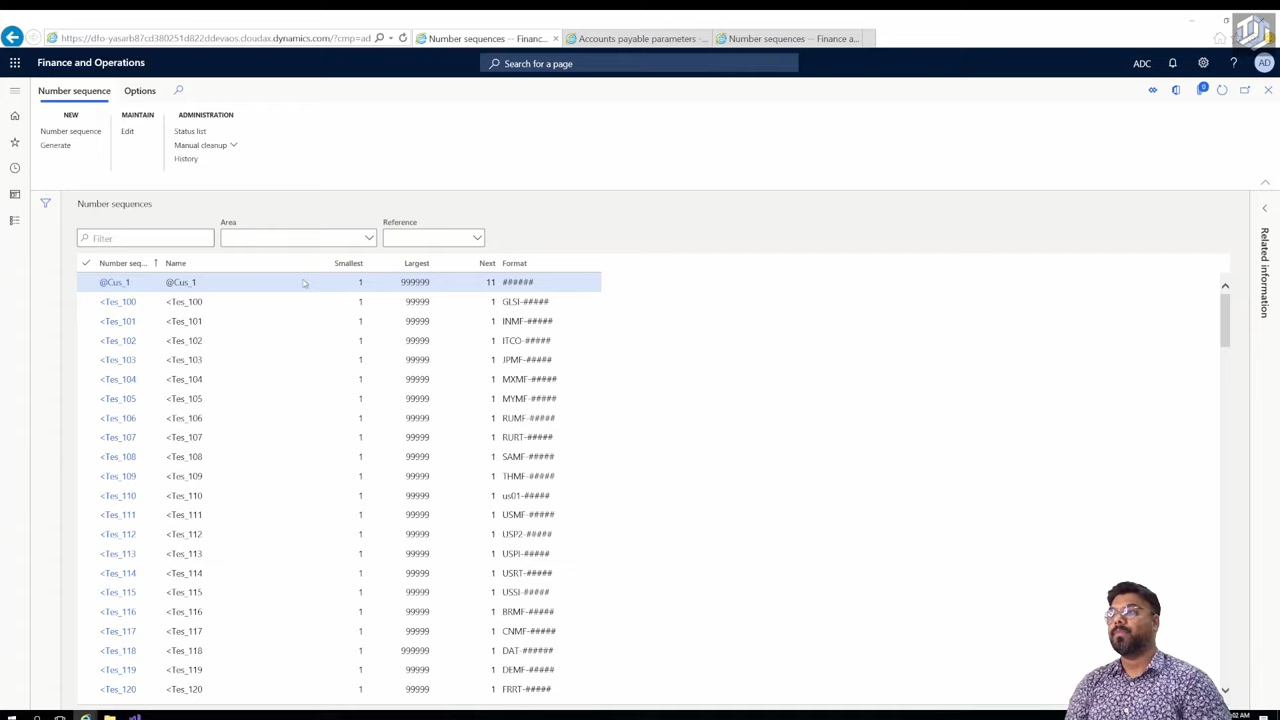 https://dfo-yasarb87cd380251d822ddevaos.cloudax.dynamics.com/?cmp=ad
Number sequences -- Financ...
Accounts payable parameters -...
Number sequences -- Finance a...
Finance and Operations
Search for a page
ADC
?
AD
Number sequence
Options
0
NEW
MAINTAIN
ADMINISTRATION
Number sequence
Edit
Status list
Generate
Manual cleanup
History
Number sequences
Area
Reference
Filter
Related information
Number seq... Name Smallest Largest Next Format
@Cus_1 @Cus_1 1 999999 11 ######
<Tes_100 <Tes_100 1 99999 1 GLSI-#####
<Tes_101 <Tes_101 1 99999 1 INMF-#####
<Tes_102 <Tes_102 1 99999 1 ITCO-#####
<Tes_103 <Tes_103 1 99999 1 JPMF-#####
<Tes_104 <Tes_104 1 99999 1 MXMF-#####
<Tes_105 <Tes_105 1 99999 1 MYMF-#####
<Tes_106 <Tes_106 1 99999 1 RUMF-#####
<Tes_107 <Tes_107 1 99999 1 RURT-#####
<Tes_108 <Tes_108 1 99999 1 SAMF-#####
<Tes_109 <Tes_109 1 99999 1 THMF-#####
<Tes_110 <Tes_110 1 99999 1 us01-#####
<Tes_111 <Tes_111 1 99999 1 USMF-#####
<Tes_112 <Tes_112 1 99999 1 USP2-#####
<Tes_113 <Tes_113 1 99999 1 USPI-#####
<Tes_114 <Tes_114 1 99999 1 USRT-#####
<Tes_115 <Tes_115 1 99999 1 USSI-#####
<Tes_116 <Tes_116 1 99999 1 BRMF-#####
<Tes_117 <Tes_117 1 99999 1 CNMF-#####
<Tes_118 <Tes_118 1 999999 1 DAT-######
<Tes_119 <Tes_119 1 99999 1 DEMF-#####
<Tes_120 <Tes_120 1 99999 1 FRRT-#####